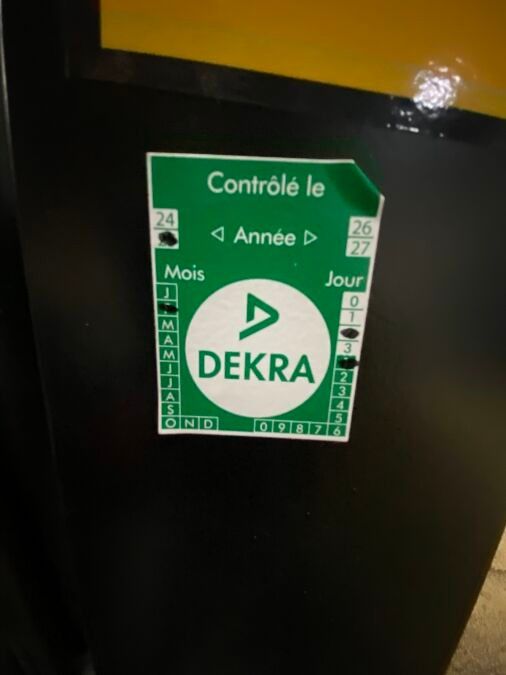 Contrôlé le
24
26
◁ Année ▷
27
Mois
Jour
J
0
1
M
3
A
M
DEKRA
J
2
J
3
A
4
S
5
O N D
0 9 8 7 6